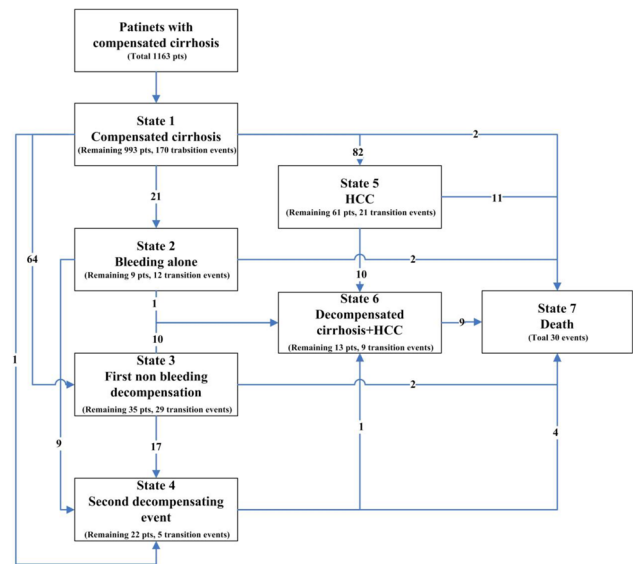 Patinets with
compensated cirrhosis
(Total 1163 pts)
State 1
Compensated cirrhosis
(Remaining 993 pts, 170 trabsition events)
2
82
State 5
HCC
(Remaining 61 pts, 21 transition events)
11
21
64
State 2
Bleeding alone
(Remaining 9 pts, 12 transition events)
2
10
1
State 6
Decompensated
cirrhosis+HCC
(Remaining 13 pts, 9 transition events)
9
State 7
Death
(Toal 30 events)
10
1
State 3
First non bleeding
decompensation
(Remaining 35 pts, 29 transition events)
2
9
17
1
4
State 4
Second decompensating
event
(Remaining 22 pts, 5 transition events)